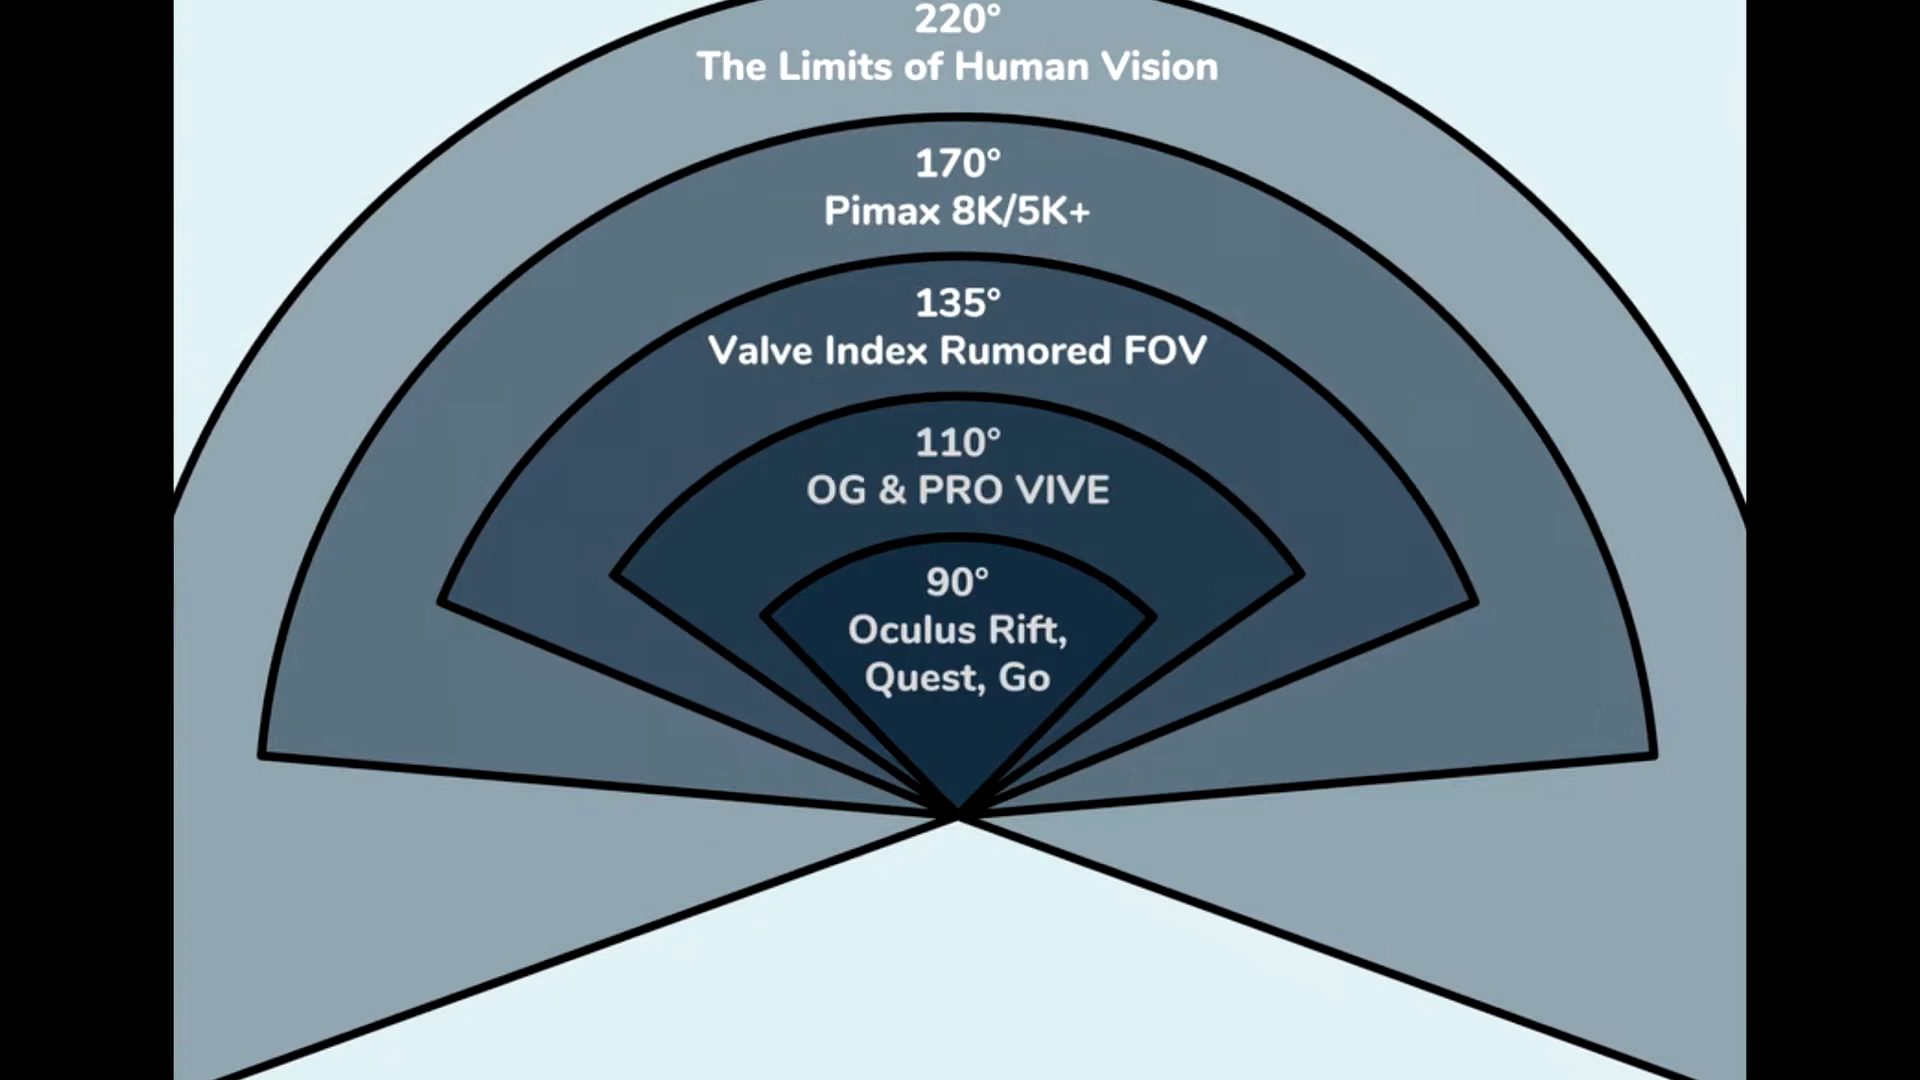 220°
The Limits of Human Vision
170°
Pimax 8K/5K+
135°
Valve Index Rumored FOV
110°
OG & PRO VIVE
90°
Oculus Rift,
Quest, Go